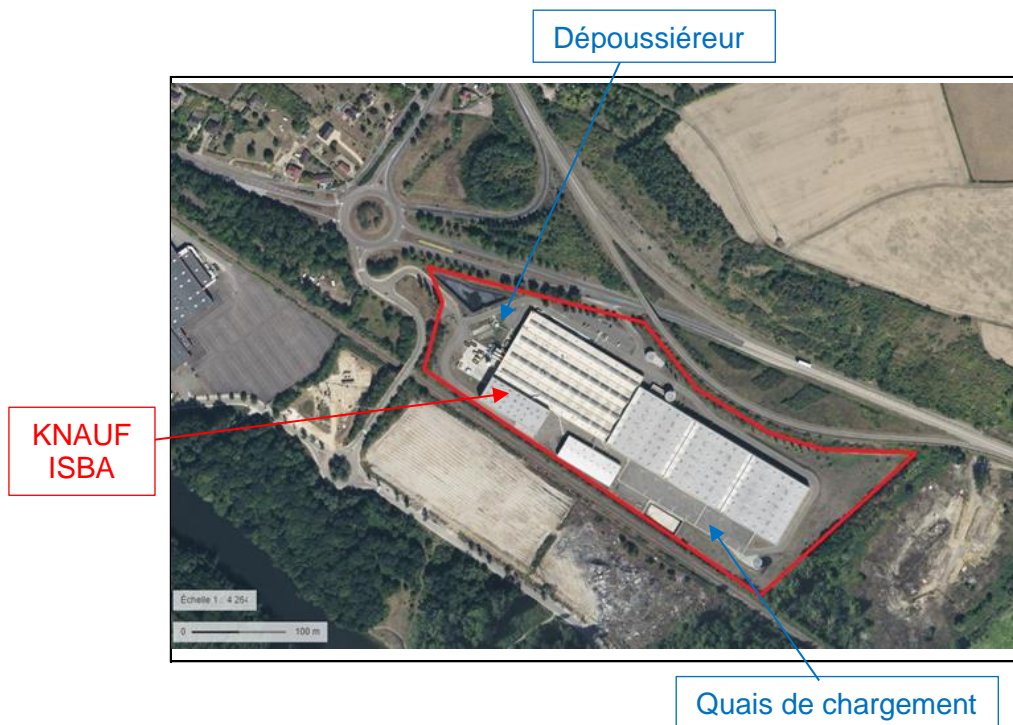 Dépoussiéreur
KNAUF
ISBA
Échelle 1 : 4 264
0 100 m
Quais de chargement